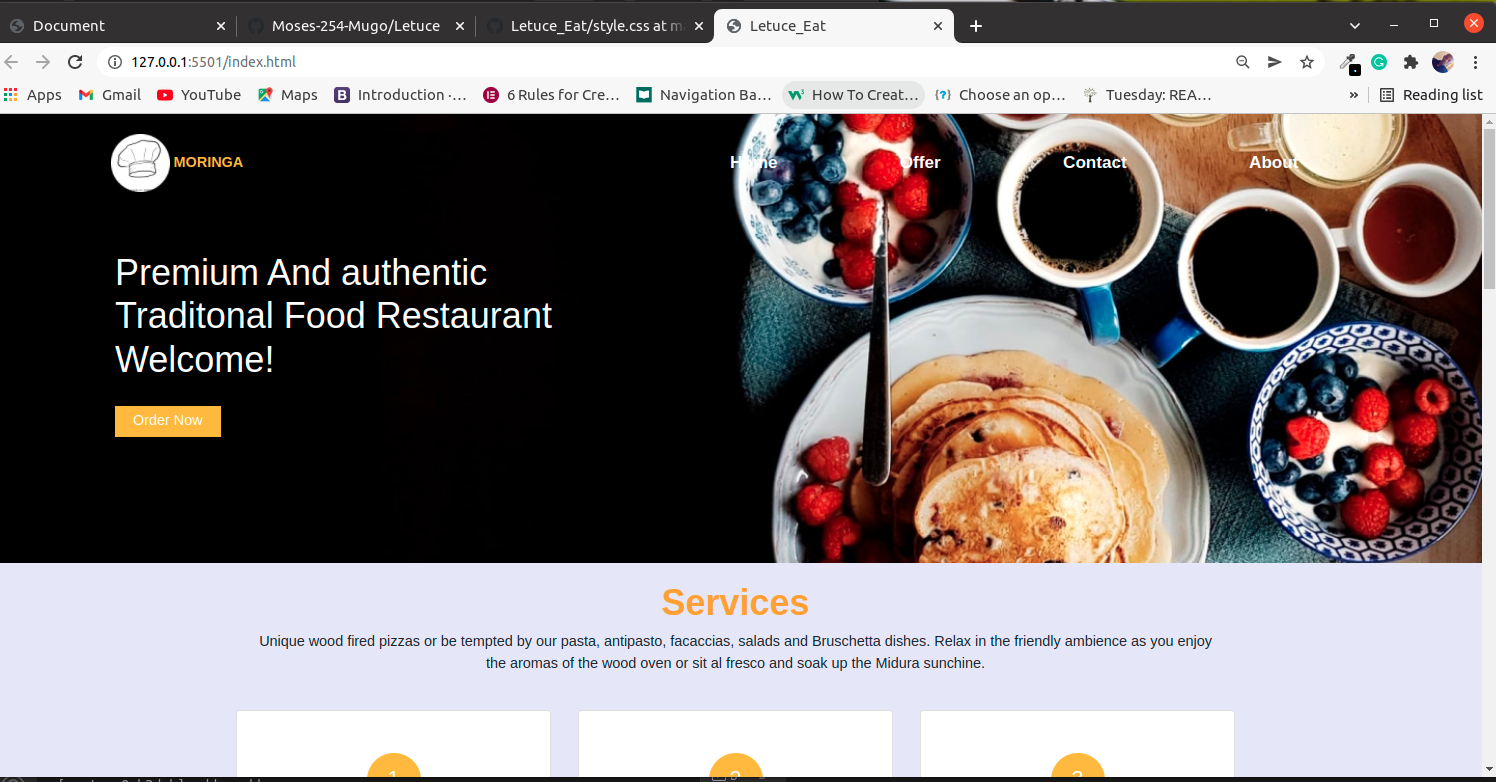 Document
Moses-254-Mugo/Letuce
Letuce_Eat/style.css at m
Letuce_Eat
127.0.0.1:5501/index.html
Apps
Gmail
YouTube
Maps
Introduction ·...
6 Rules for Cre...
Navigation Ba...
How To Creat...
Choose an op...
Tuesday: REA...
»
Reading list
MORINGA
Home
Offer
Contact
About
Premium And authentic
Traditonal Food Restaurant
Welcome!
Order Now
Services
Unique wood fired pizzas or be tempted by our pasta, antipasto, facaccias, salads and Bruschetta dishes. Relax in the friendly ambience as you enjoy
the aromas of the wood oven or sit al fresco and soak up the Midura sunchine.
1
2
3